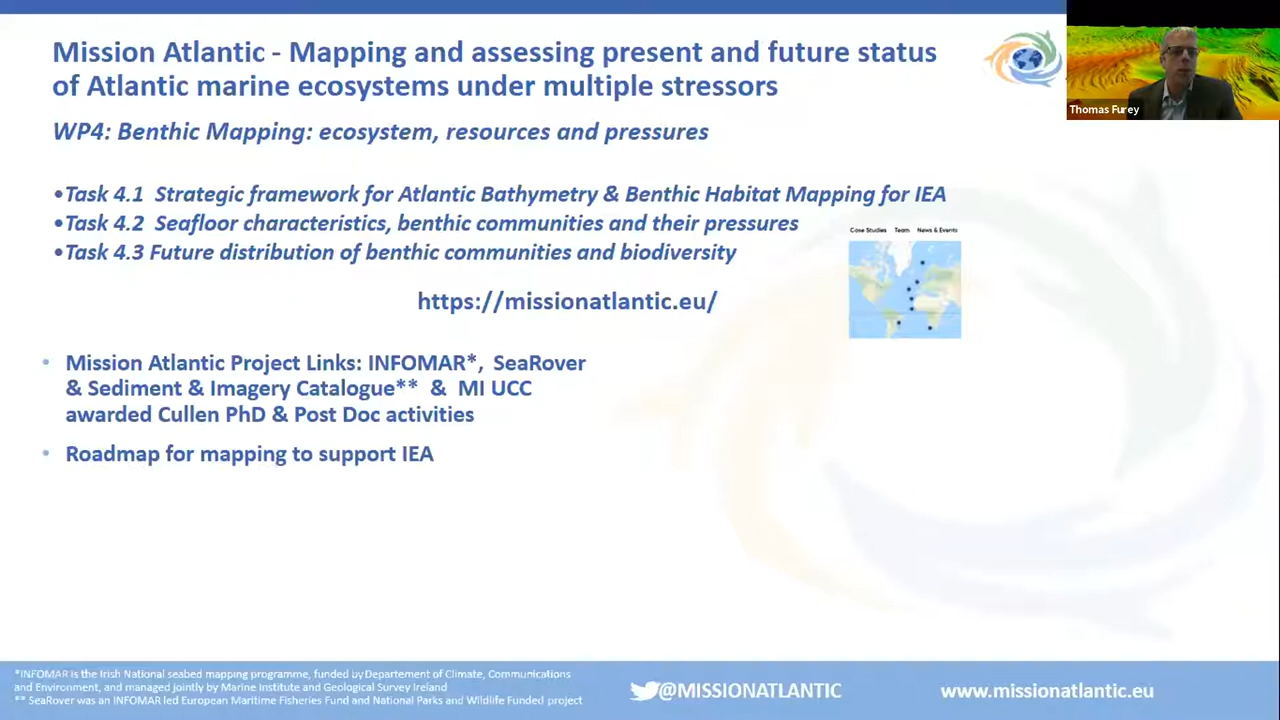 Mission Atlantic - Mapping and assessing present and future status
of Atlantic marine ecosystems under multiple stressors
Thomas Furey
WP4: Benthic Mapping: ecosystem, resources and pressures
•Task 4.1 Strategic framework for Atlantic Bathymetry & Benthic Habitat Mapping for IEA
•Task 4.2 Seafloor characteristics, benthic communities and their pressures
•Task 4.3 Future distribution of benthic communities and biodiversity
Case Studies Team News & Events
https://missionatlantic.eu/
• Mission Atlantic Project Links: INFOMAR*, SeaRover
& Sediment & Imagery Catalogue** & MI UCC
awarded Cullen PhD & Post Doc activities
• Roadmap for mapping to support IEA
*INFOMAR is the Irish National seabed mapping programme, funded by Departement of Climate, Communications
and Environment, and managed jointly by Marine Institute and Geological Survey Ireland
** SeaRover was an INFOMAR led European Maritime Fisheries Fund and National Parks and Wildlife Funded project
@MISSIONATLANTIC
www.missionatlantic.eu